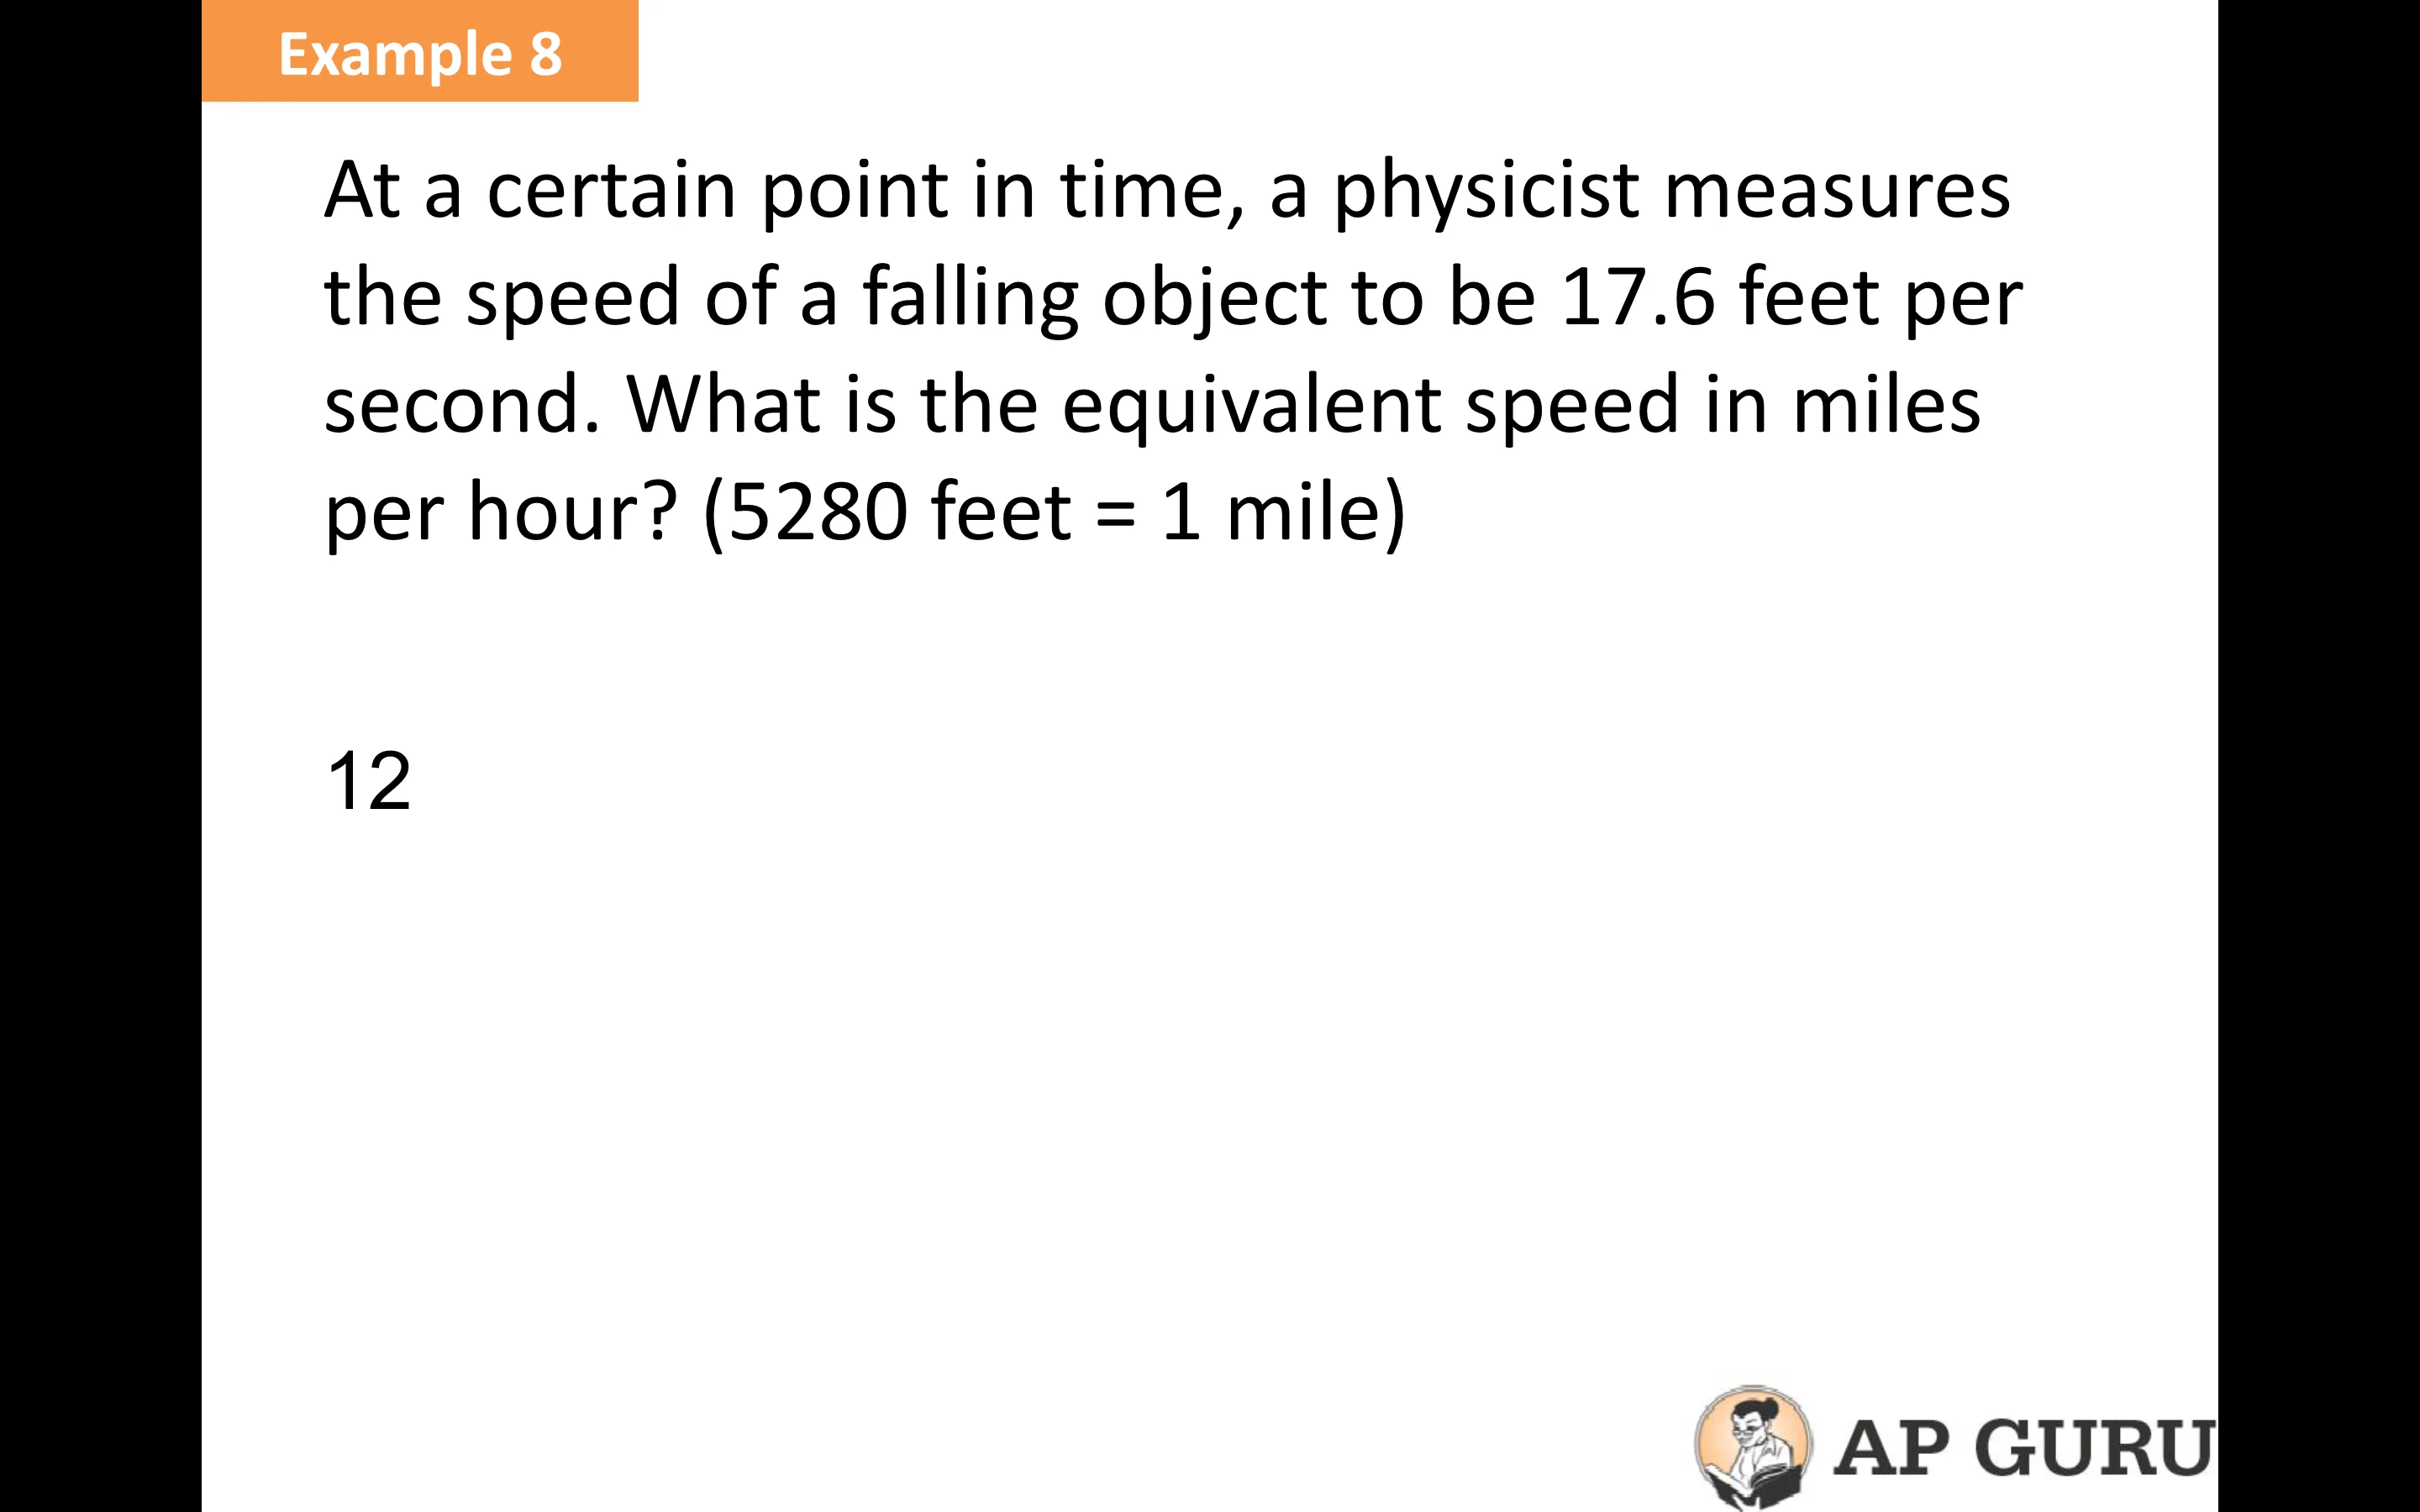 Example 8
At a certain point in time, a physicist measures
the speed of a falling object to be 17.6 feet per
second. What is the equivalent speed in miles
per hour? (5280 feet = 1 mile)
12
AP GURU